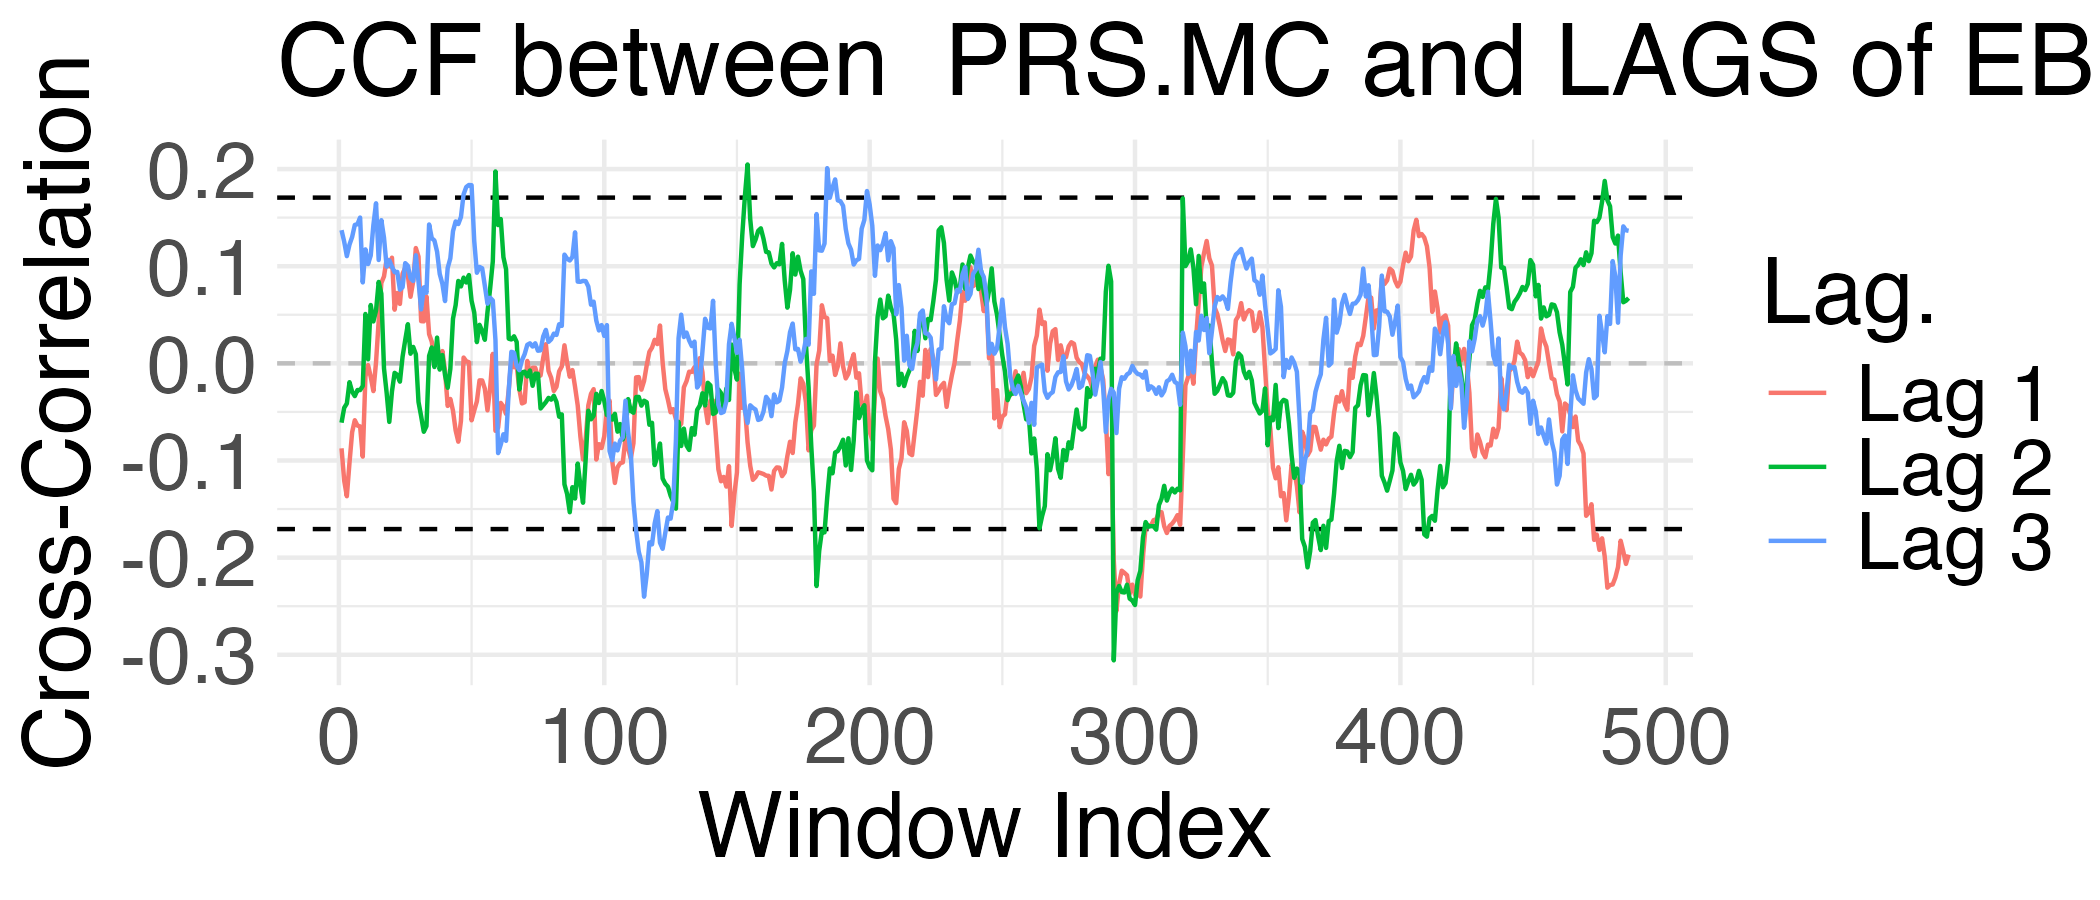 CCF between  PRS.MC and LAGS of EB
Cross-Correlation
0.2
0.1
0.0
-0.1
-0.2
-0.3
0 100 200 300 400 500
Window Index
Lag.
Lag 1
Lag 2
Lag 3